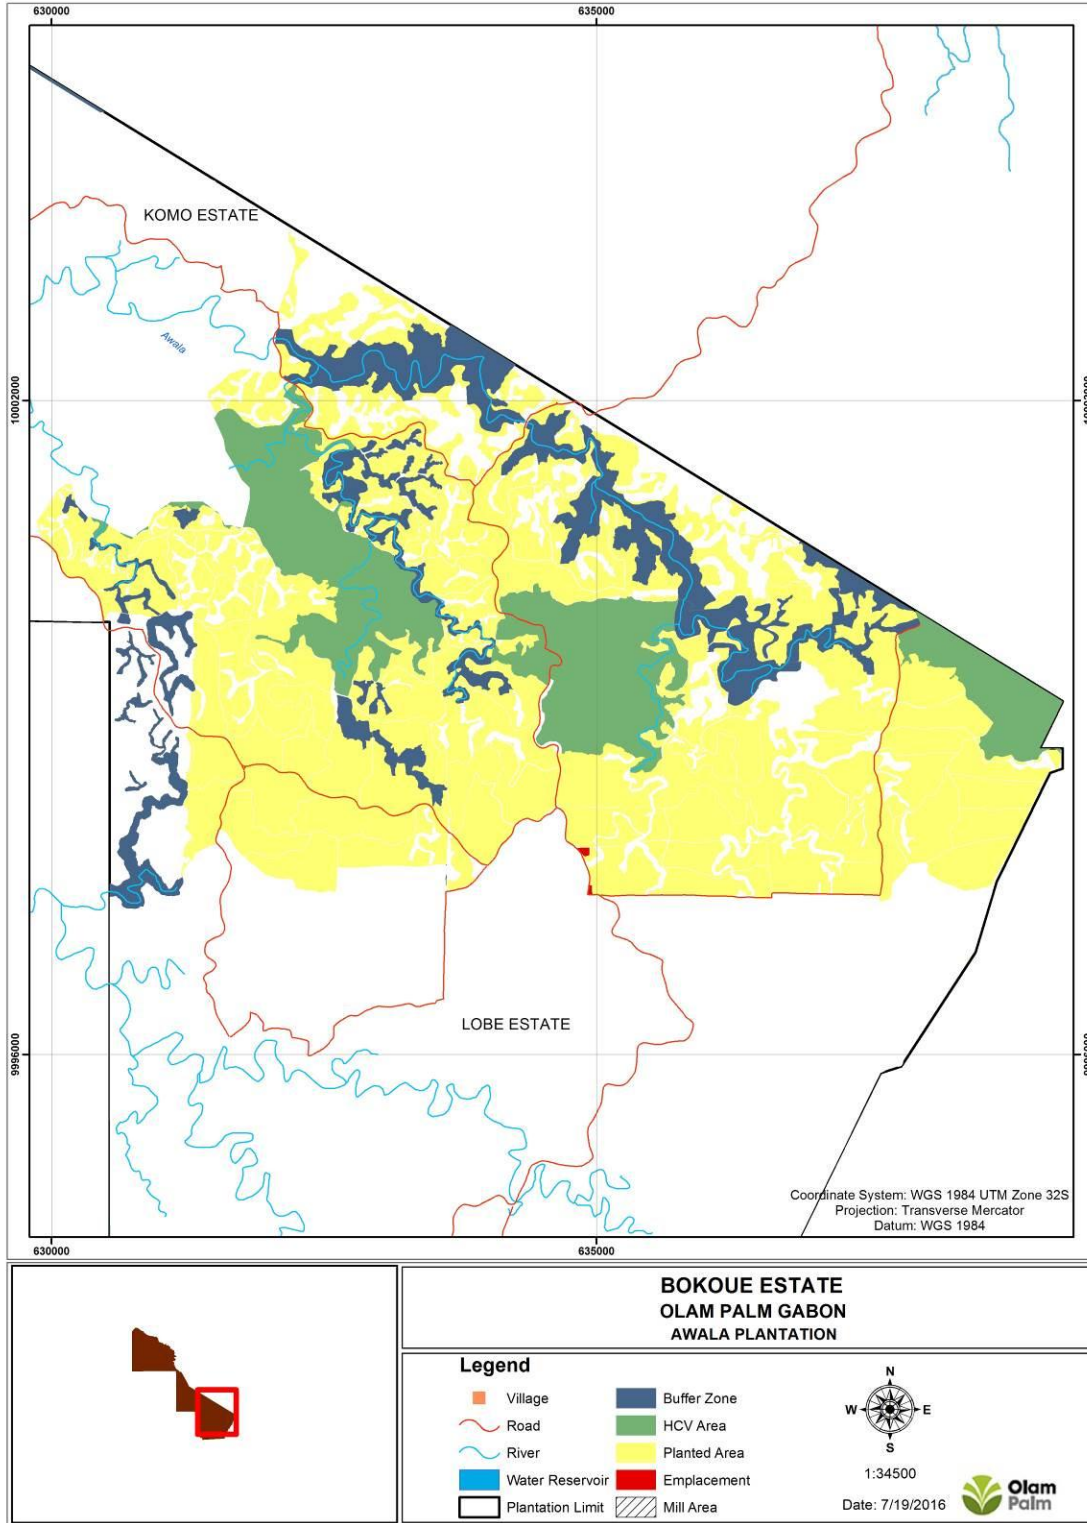 630000
635000
KOMO ESTATE
Awala
10002000
10002000
LOBE ESTATE
9996000
9996000
Coordinate System: WGS 1984 UTM Zone 32S
Projection: Transverse Mercator
Datum: WGS 1984
630000
635000
BOKOUE ESTATE
OLAM PALM GABON
AWALA PLANTATION
Legend
Village
Road
River
Water Reservoir
Plantation Limit
Buffer Zone
HCV Area
Planted Area
Emplacement
Mill Area
N
W
E
S
1:34500
Date: 7/19/2016
Olam
Palm